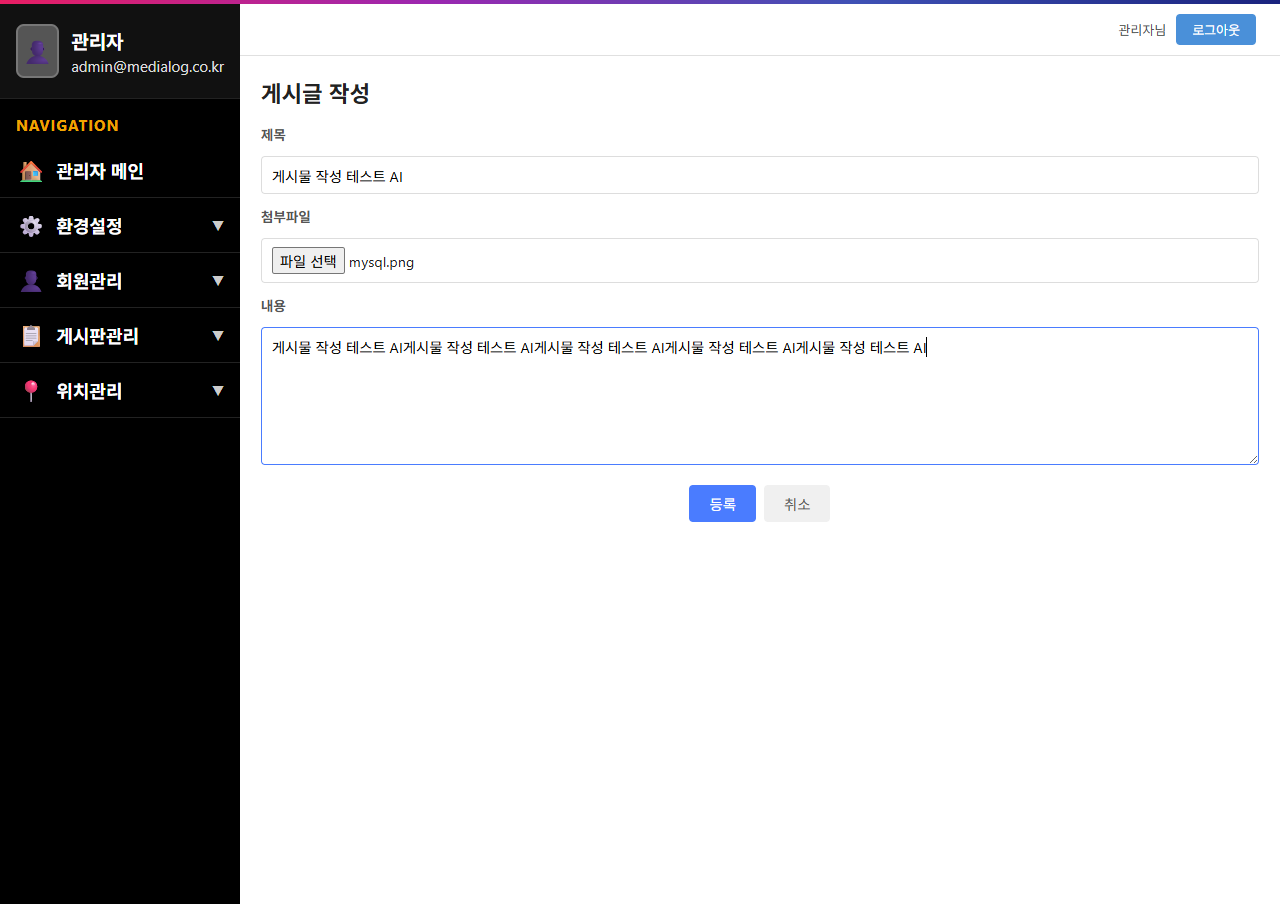 관리자
admin@medialog.co.kr
관리자님
로그아웃
NAVIGATION
관리자 메인
환경설정 ▼
회원관리 ▼
게시판관리 ▼
위치관리 ▼
게시글 작성
제목
게시물 작성 테스트 AI
첨부파일
파일 선택 mysql.png
내용
게시물 작성 테스트 AI게시물 작성 테스트 AI게시물 작성 테스트 AI게시물 작성 테스트 AI게시물 작성 테스트 AI
등록
취소